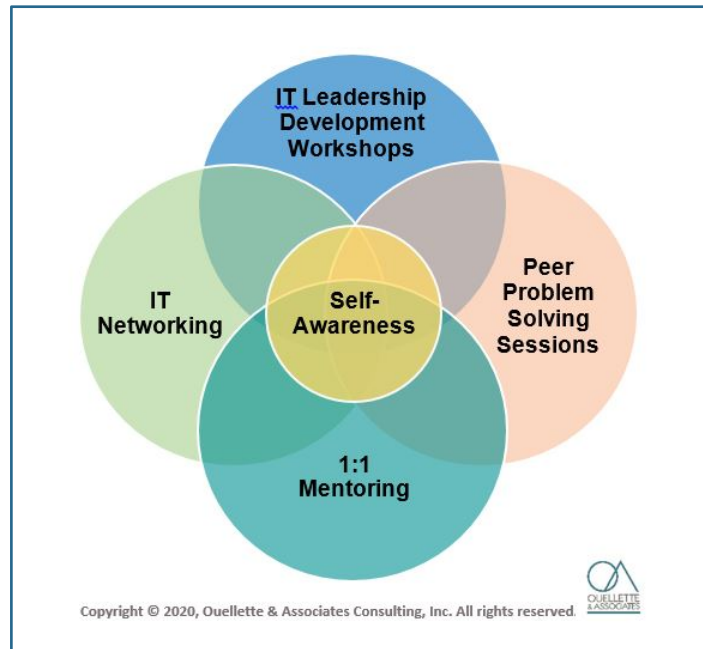 IT Leadership
Development
Workshops
IT
Networking
Self-
Awareness
Peer
Problem
Solving
Sessions
1:1
Mentoring
Copyright © 2020, Ouellette & Associates Consulting, Inc. All rights reserved.
OUELLETTE
& ASSOCIATES